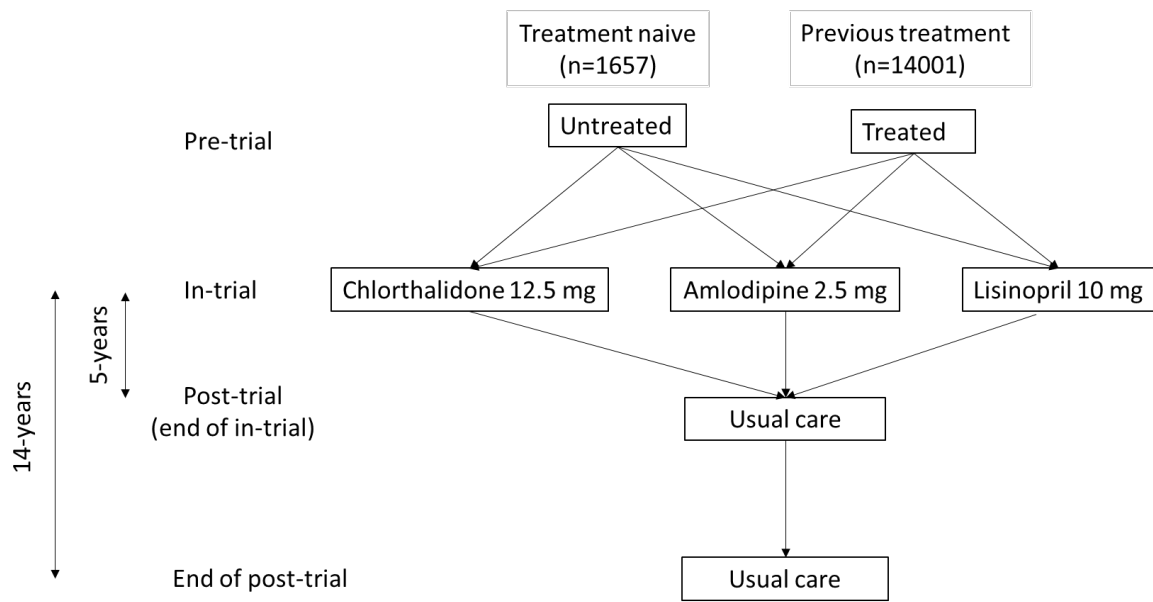 Treatment naive
(n=1657)
Previous treatment
(n=14001)
Pre-trial
Untreated
Treated
In-trial
Chlorthalidone 12.5 mg
Amlodipine 2.5 mg
Lisinopril 10 mg
5-years
14-years
Post-trial
(end of in-trial)
Usual care
End of post-trial
Usual care